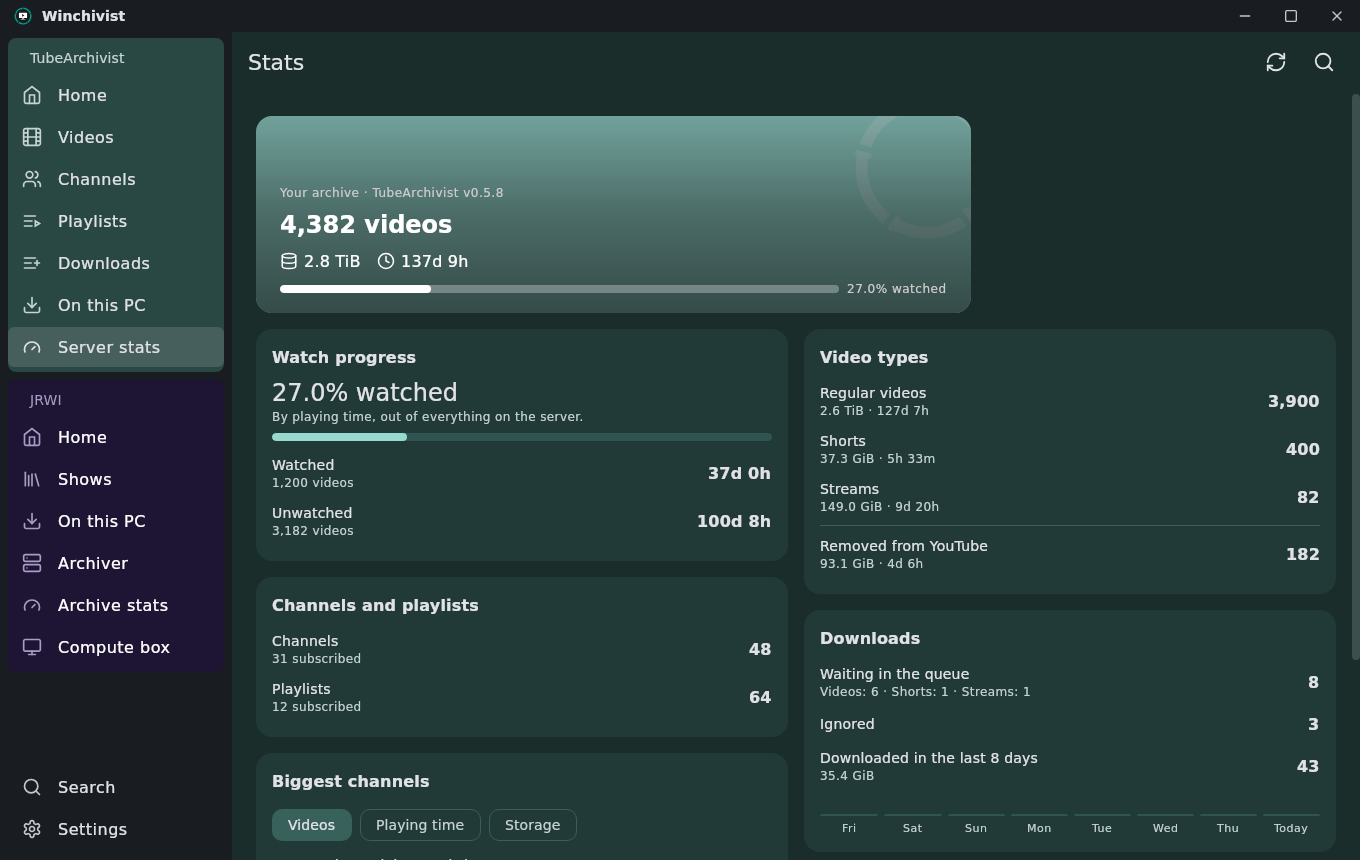 Winchivist
TubeArchivist
Home
Videos
Channels
Playlists
Downloads
On this PC
Server stats
JRWI
Home
Shows
On this PC
Archiver
Archive stats
Compute box
Search
Settings
Stats
Your archive · TubeArchivist v0.5.8
4,382 videos
2.8 TiB 137d 9h
27.0% watched
Watch progress
27.0% watched
By playing time, out of everything on the server.
Watched
1,200 videos
37d 0h
Unwatched
3,182 videos
100d 8h
Channels and playlists
Channels
31 subscribed
48
Playlists
12 subscribed
64
Biggest channels
Videos Playing time Storage
Video types
Regular videos
2.6 TiB · 127d 7h
3,900
Shorts
37.3 GiB · 5h 33m
400
Streams
149.0 GiB · 9d 20h
82
Removed from YouTube
93.1 GiB · 4d 6h
182
Downloads
Waiting in the queue
Videos: 6 · Shorts: 1 · Streams: 1
8
Ignored
3
Downloaded in the last 8 days
35.4 GiB
43
Fri Sat Sun Mon Tue Wed Thu Today